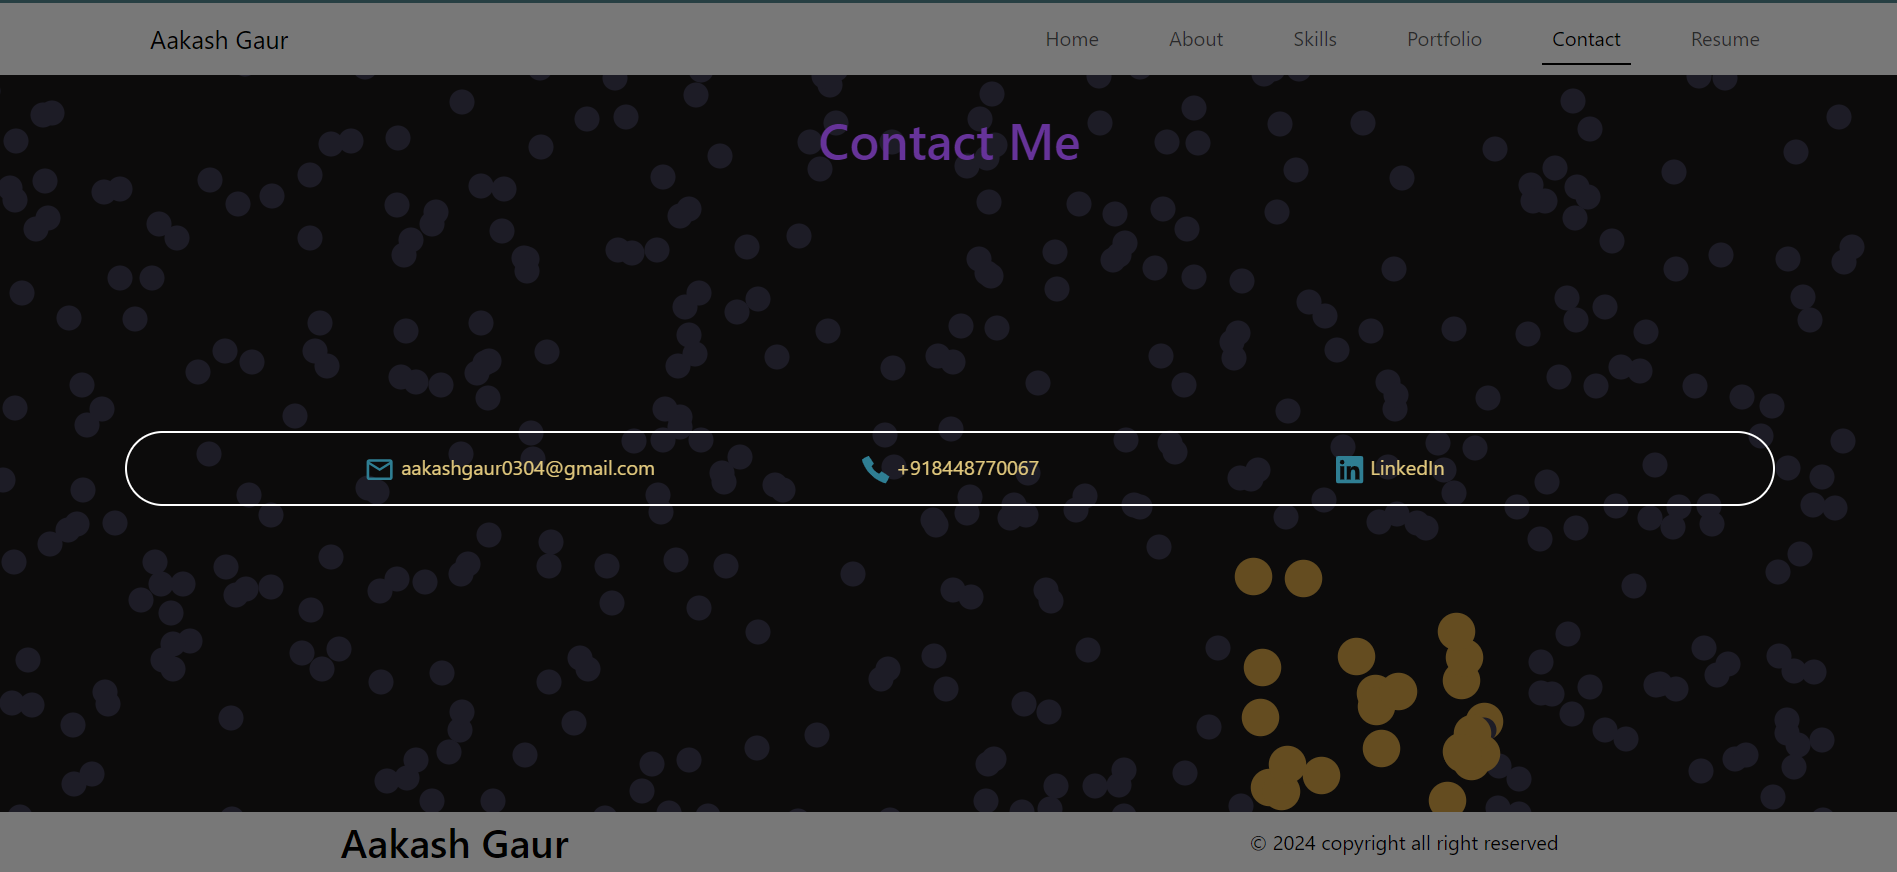 Aakash Gaur Home About Skills Portfolio Contact Resume
Contact Me
aakashgaur0304@gmail.com +918448770067 LinkedIn
Aakash Gaur © 2024 copyright all right reserved